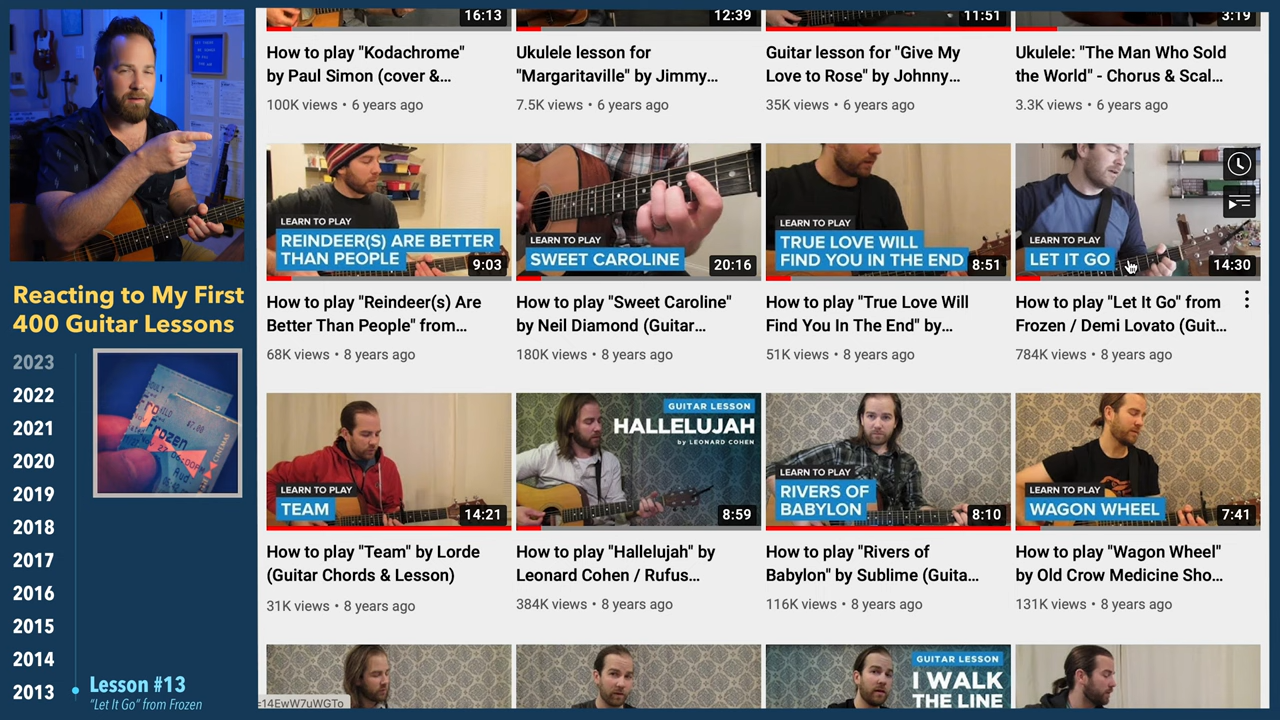 Reacting to My First
400 Guitar Lessons
2023
2022
2021
2020
2019
2018
2017
2016
2015
2014
2013
Lesson #13
"Let It Go" from Frozen
16:13
How to play "Kodachrome"
by Paul Simon (cover &...
100K views • 6 years ago
12:39
Ukulele lesson for
"Margaritaville" by Jimmy...
7.5K views • 6 years ago
11:51
Guitar lesson for "Give My
Love to Rose" by Johnny...
35K views • 6 years ago
3:19
Ukulele: "The Man Who Sold
the World" - Chorus & Scal...
3.3K views • 6 years ago
LEARN TO PLAY
REINDEER(S) ARE BETTER
THAN PEOPLE
9:03
How to play "Reindeer(s) Are
Better Than People" from...
68K views • 8 years ago
LEARN TO PLAY
SWEET CAROLINE
20:16
How to play "Sweet Caroline"
by Neil Diamond (Guitar...
180K views • 8 years ago
LEARN TO PLAY
TRUE LOVE WILL
FIND YOU IN THE END
8:51
How to play "True Love Will
Find You In The End" by...
51K views • 8 years ago
LEARN TO PLAY
LET IT GO
14:30
How to play "Let It Go" from
Frozen / Demi Lovato (Guit...
784K views • 8 years ago
LEARN TO PLAY
TEAM
14:21
How to play "Team" by Lorde
(Guitar Chords & Lesson)
31K views • 8 years ago
GUITAR LESSON
HALLELUJAH
by LEONARD COHEN
8:59
How to play "Hallelujah" by
Leonard Cohen / Rufus...
384K views • 8 years ago
LEARN TO PLAY
RIVERS OF
BABYLON
8:10
How to play "Rivers of
Babylon" by Sublime (Guita...
116K views • 8 years ago
LEARN TO PLAY
WAGON WHEEL
7:41
How to play "Wagon Wheel"
by Old Crow Medicine Sho...
131K views • 8 years ago
GUITAR LESSON
I WALK
THE LINE
=14EwW7uWGTo